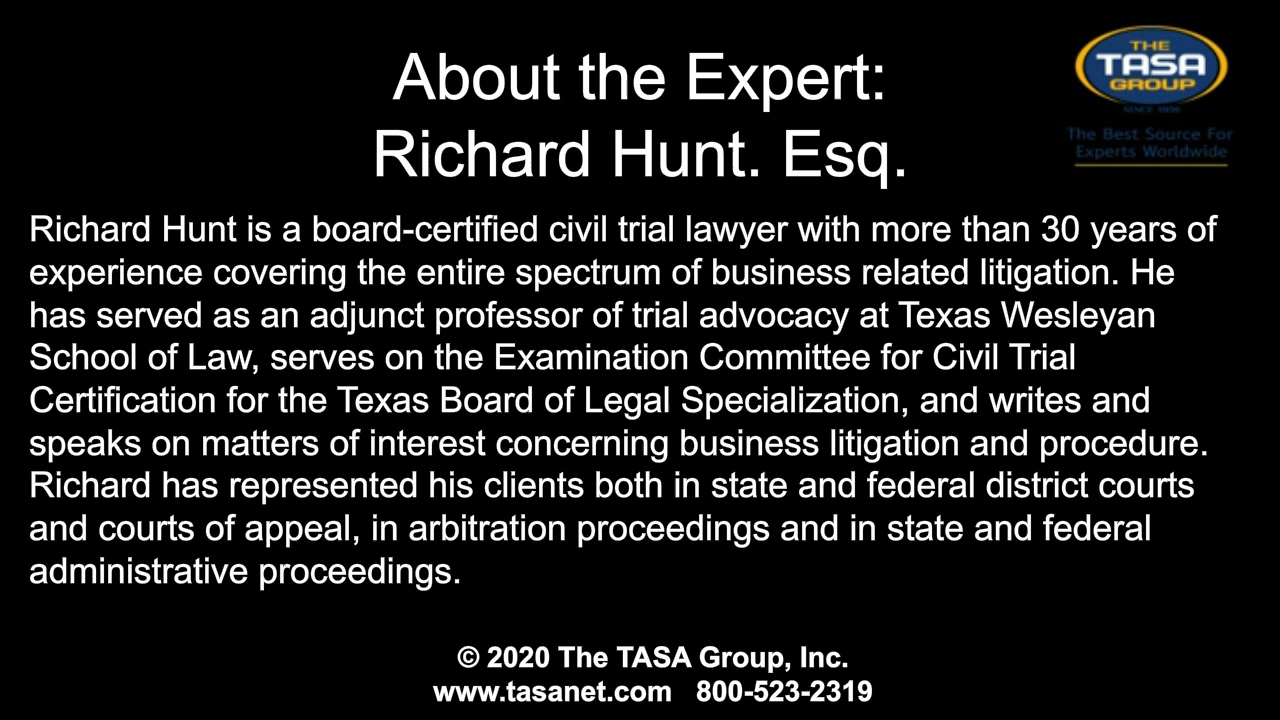 About the Expert:
Richard Hunt. Esq.
THE
TASA
GROUP
SINCE 1956
The Best Source For
Experts Worldwide
Richard Hunt is a board-certified civil trial lawyer with more than 30 years of
experience covering the entire spectrum of business related litigation. He
has served as an adjunct professor of trial advocacy at Texas Wesleyan
School of Law, serves on the Examination Committee for Civil Trial
Certification for the Texas Board of Legal Specialization, and writes and
speaks on matters of interest concerning business litigation and procedure.
Richard has represented his clients both in state and federal district courts
and courts of appeal, in arbitration proceedings and in state and federal
administrative proceedings.
© 2020 The TASA Group, Inc.
www.tasanet.com 800-523-2319